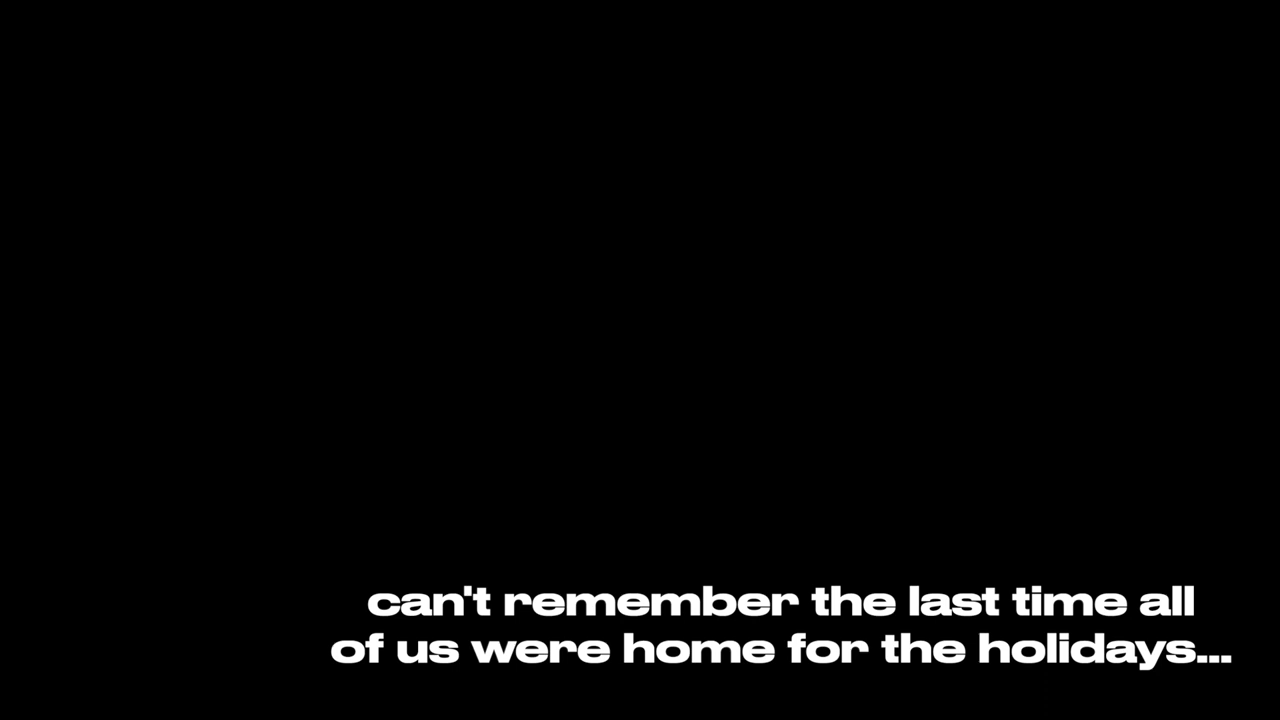 can't remember the last time all
of us were home for the holidays...